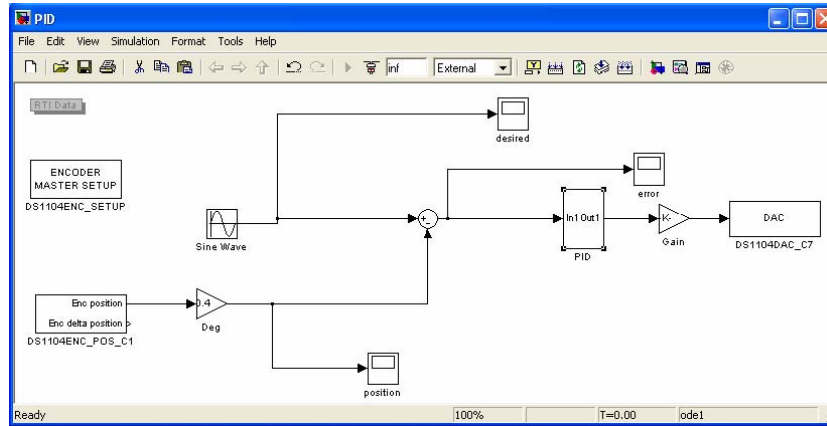 PID
File Edit View Simulation Format Tools Help
inf External
RTI Data
desired
ENCODER
MASTER SETUP
DS1104ENC_SETUP
error
Sine Wave
+
-
In1 Out1
PID
-K-
Gain
DAC
DS1104DAC_C7
Enc position
Enc delta position
DS1104ENC_POS_C1
0.4
Deg
position
Ready 100% T=0.00 ode1